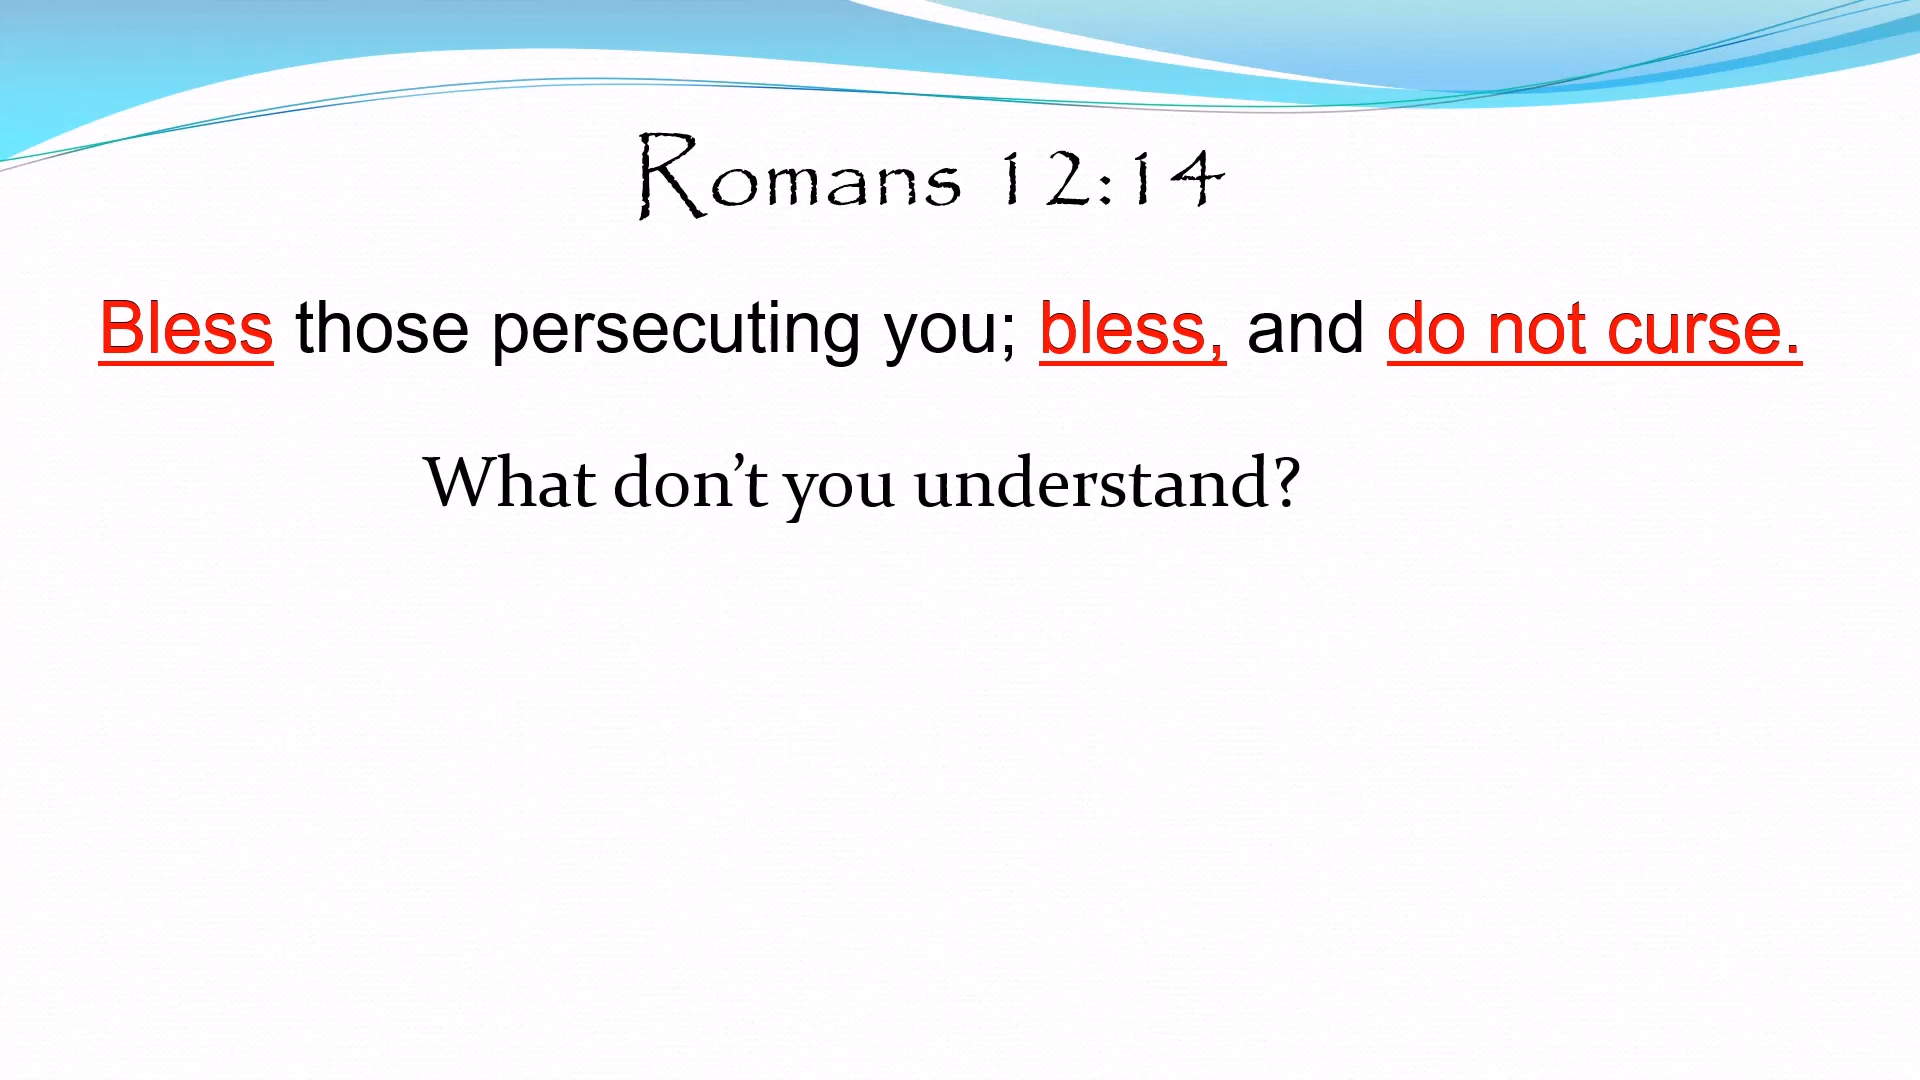 Romans 12:14
Bless those persecuting you; bless, and do not curse.
What don’t you understand?